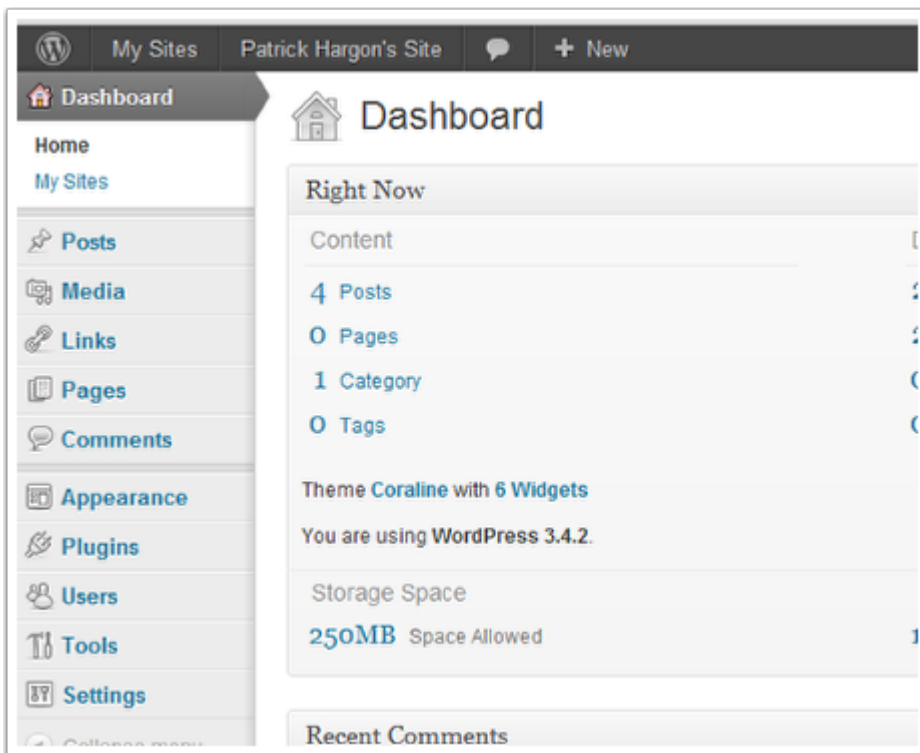 My Sites Patrick Hargon's Site + New
Dashboard
Home
My Sites
Posts
Media
Links
Pages
Comments
Appearance
Plugins
Users
Tools
Settings
Collapse menu
Dashboard
Right Now
Content
4 Posts
0 Pages
1 Category
0 Tags
Theme Coraline with 6 Widgets
You are using WordPress 3.4.2.
Storage Space
250MB Space Allowed
Recent Comments